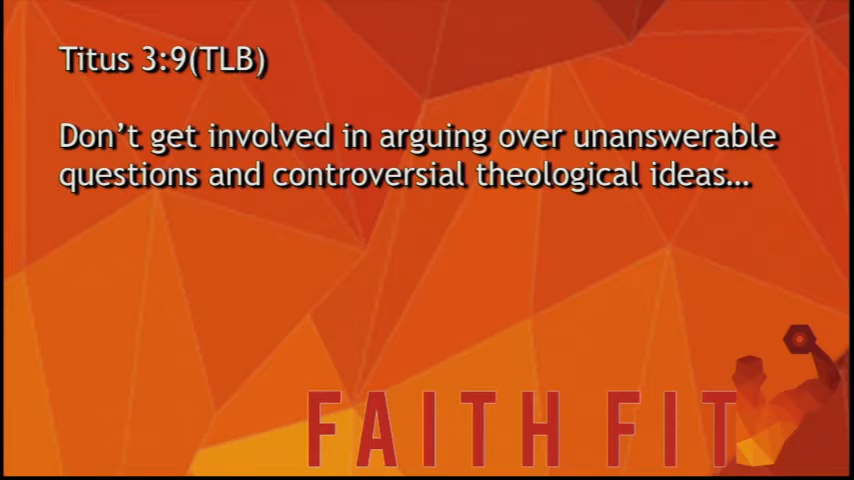 Titus 3:9(TLB)
Don’t get involved in arguing over unanswerable
questions and controversial theological ideas…
FAITH FIT